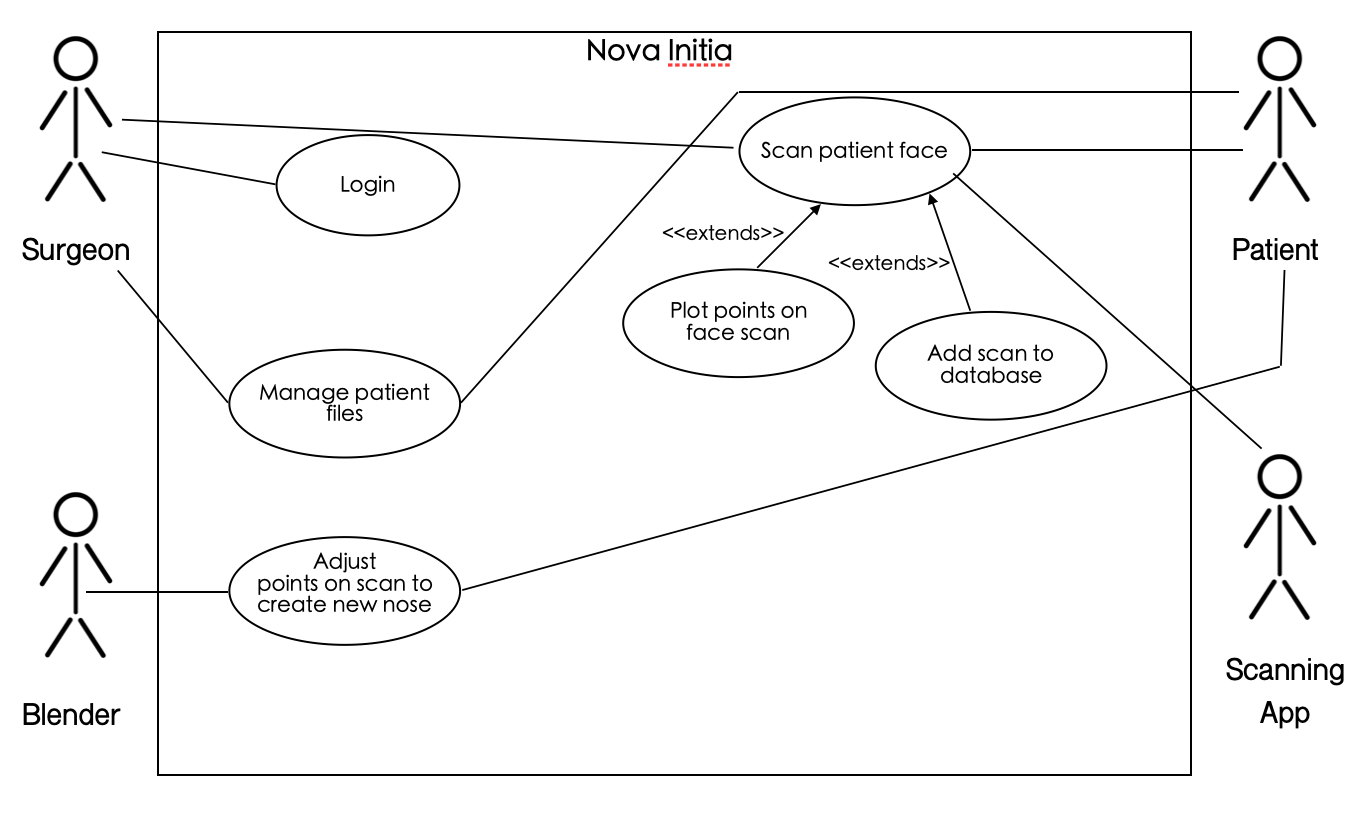 Nova Initia
Scan patient face
Login
<<extends>>
Surgeon
Patient
<<extends>>
Plot points on
face scan
Add scan to
database
Manage patient
files
Adjust
points on scan to
create new nose
Scanning
App
Blender